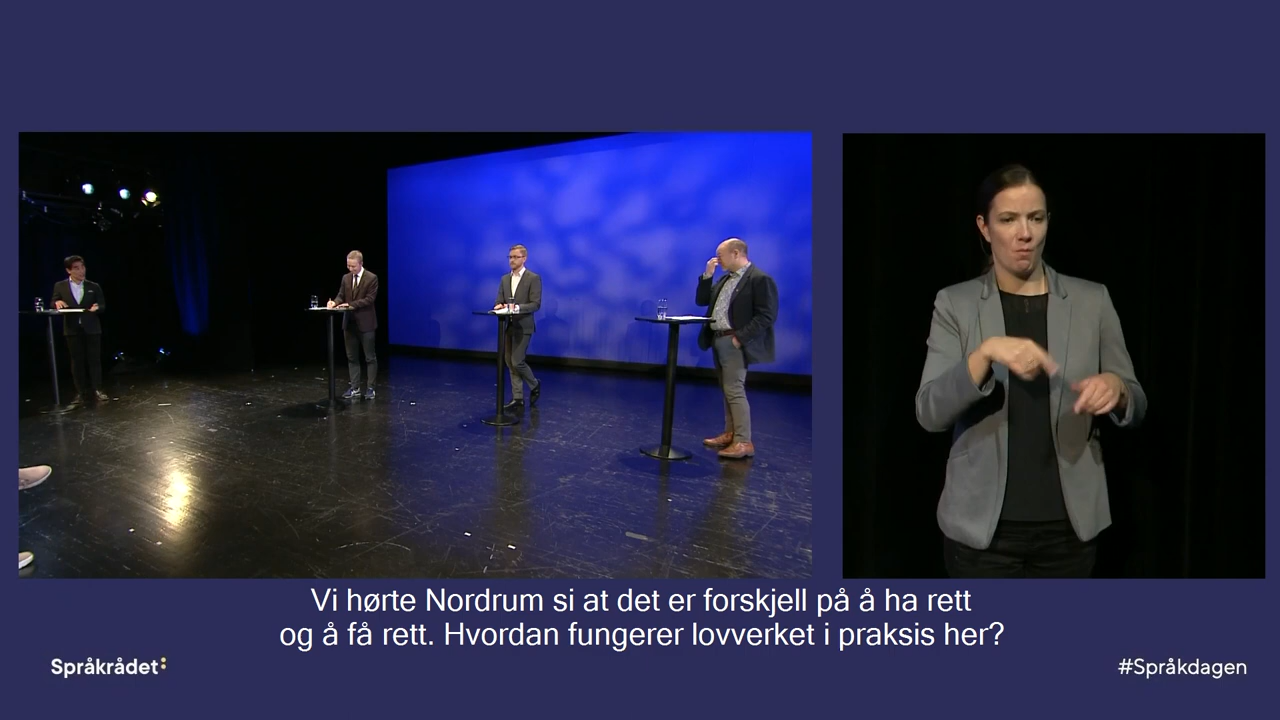 Vi hørte Nordrum si at det er forskjell på å ha rett
og å få rett. Hvordan fungerer lovverket i praksis her?
Språkrådet
#Språkdagen